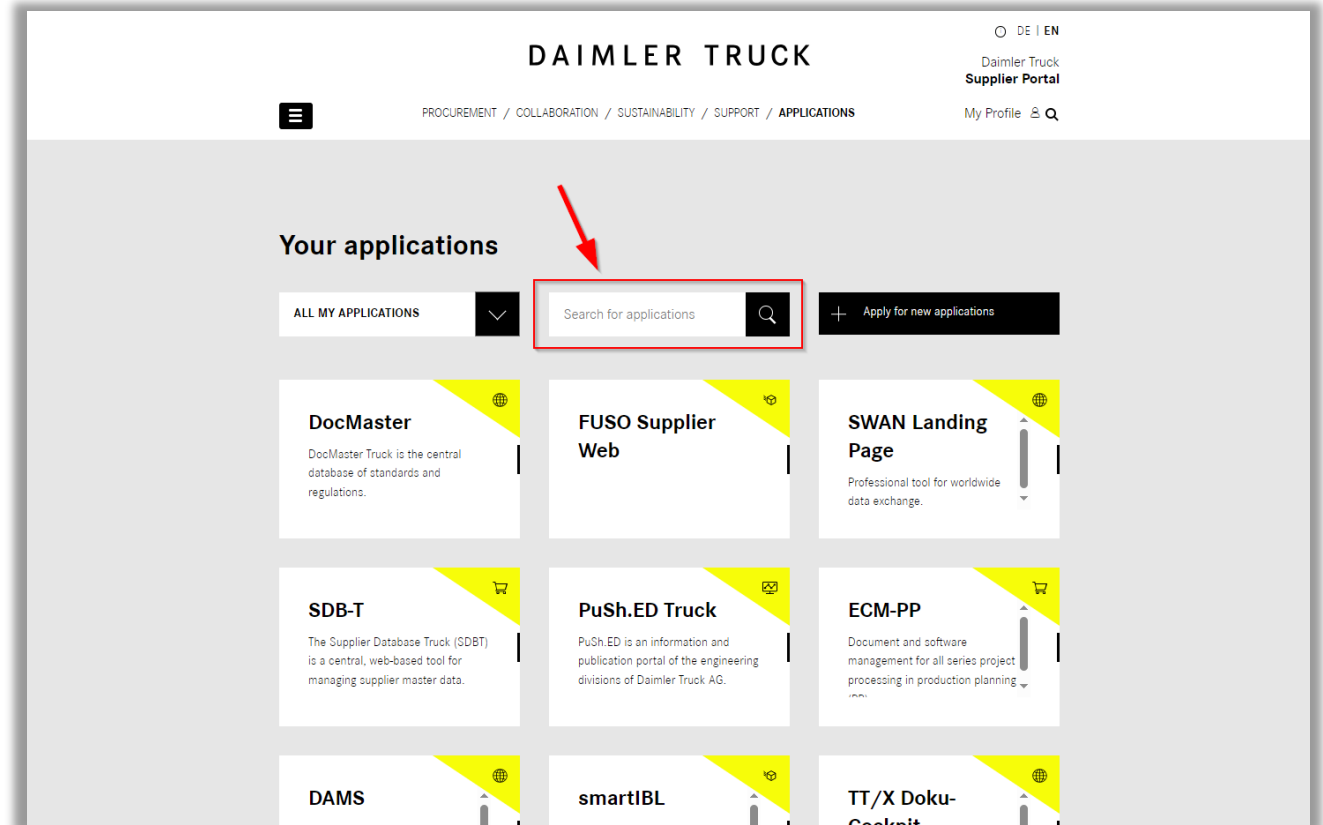 DE | EN
DAIMLER TRUCK
Daimler Truck
Supplier Portal
PROCUREMENT / COLLABORATION / SUSTAINABILITY / SUPPORT / APPLICATIONS
My Profile
Your applications
ALL MY APPLICATIONS
Search for applications
Apply for new applications
DocMaster
DocMaster Truck is the central
database of standards and
regulations.
FUSO Supplier
Web
SWAN Landing
Page
Professional tool for worldwide
data exchange.
SDB-T
The Supplier Database Truck (SDBT)
is a central, web-based tool for
managing supplier master data.
PuSh.ED Truck
PuSh.ED is an information and
publication portal of the engineering
divisions of Daimler Truck AG.
ECM-PP
Document and software
management for all series project
processing in production planning
DAMS
smartIBL
TT/X Doku-
Cockpit